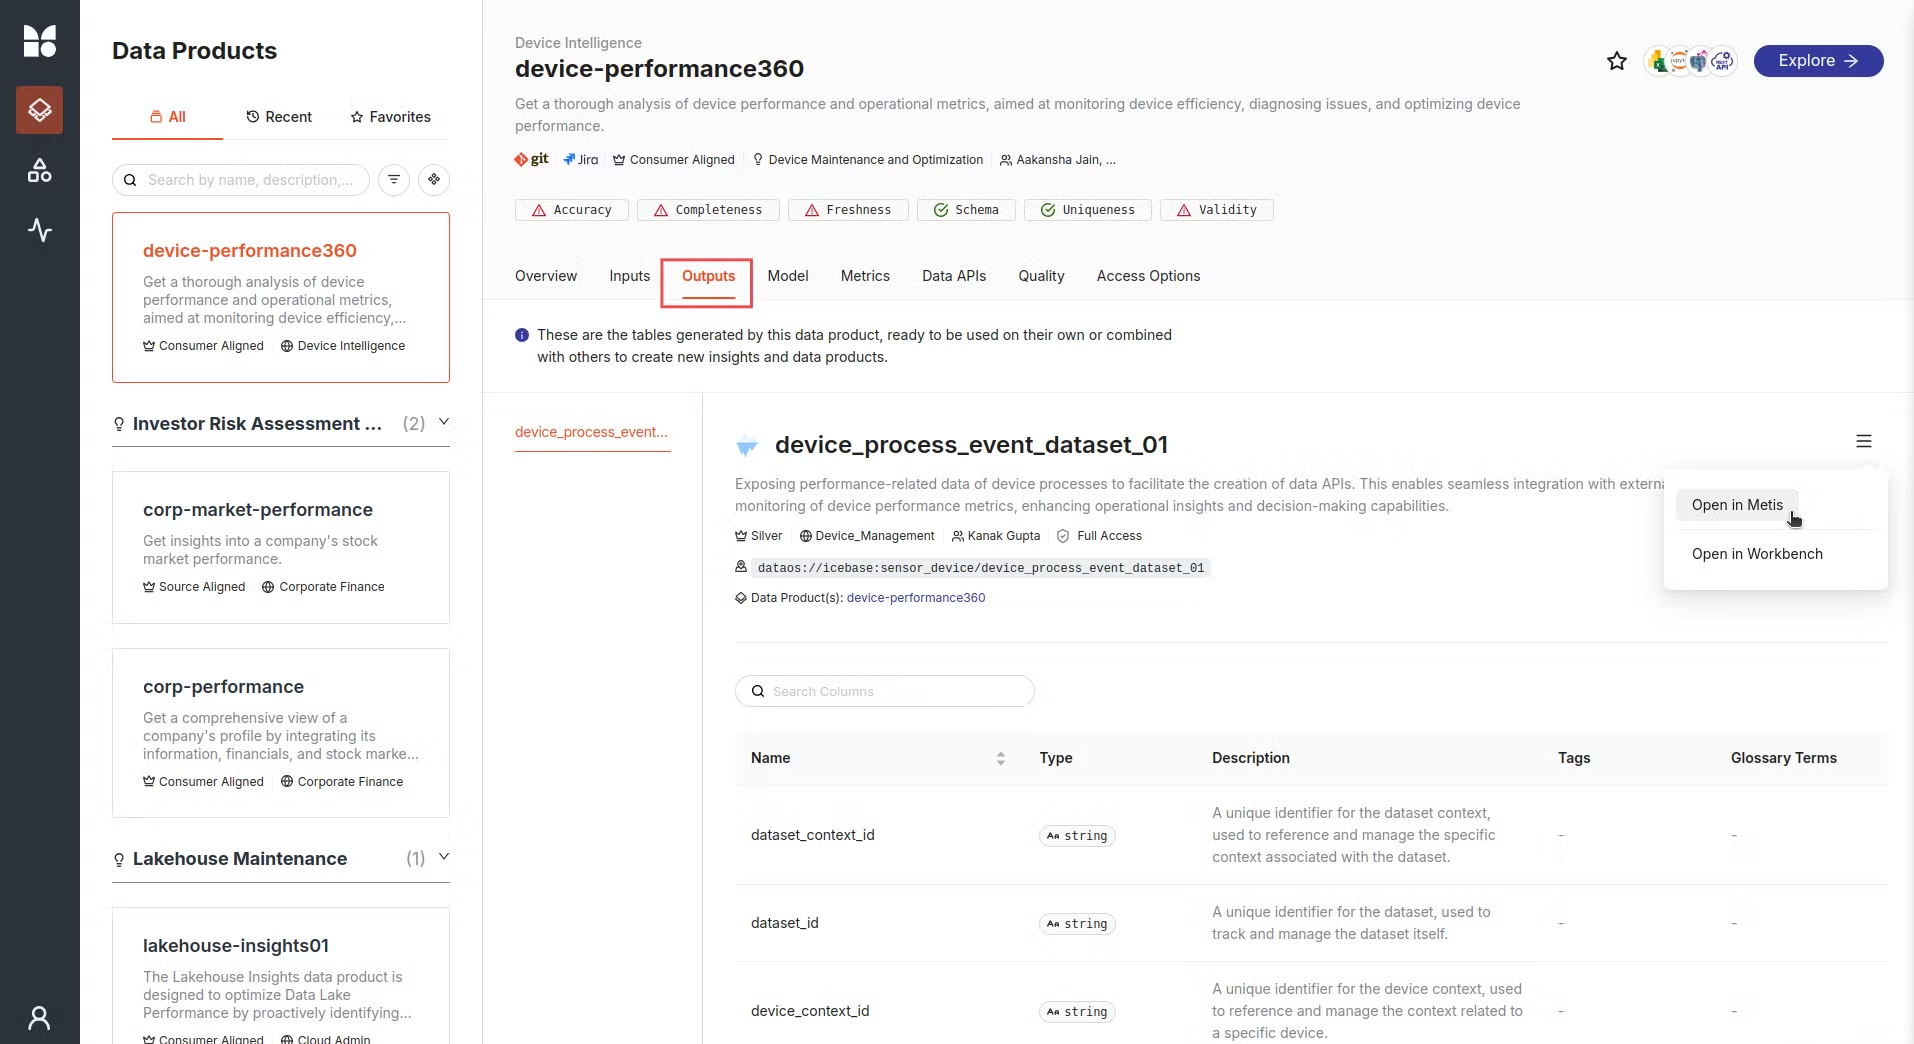 Data Products
All
Recent
Favorites
Search by name, description,...
device-performance360
Get a thorough analysis of device
performance and operational metrics,
aimed at monitoring device efficiency,...
Consumer Aligned
Device Intelligence
Investor Risk Assessment ... (2)
corp-market-performance
Get insights into a company's stock
market performance.
Source Aligned
Corporate Finance
corp-performance
Get a comprehensive view of a
company's profile by integrating its
information, financials, and stock marke...
Consumer Aligned
Corporate Finance
Lakehouse Maintenance (1)
lakehouse-insights01
The Lakehouse Insights data product is
designed to optimize Data Lake
Performance by proactively identifying...
Consumer Aligned
Cloud Admin
Device Intelligence
device-performance360
Get a thorough analysis of device performance and operational metrics, aimed at monitoring device efficiency, diagnosing issues, and optimizing device
performance.
git
Jira
Consumer Aligned
Device Maintenance and Optimization
Aakansha Jain, ...
REST
API
Explore
Accuracy
Completeness
Freshness
Schema
Uniqueness
Validity
Overview
Inputs
Outputs
Model
Metrics
Data APIs
Quality
Access Options
These are the tables generated by this data product, ready to be used on their own or combined
with others to create new insights and data products.
device_process_event...
device_process_event_dataset_01
Exposing performance-related data of device processes to facilitate the creation of data APIs. This enables seamless integration with externa
monitoring of device performance metrics, enhancing operational insights and decision-making capabilities.
Silver
Device_Management
Kanak Gupta
Full Access
dataos://icebase:sensor_device/device_process_event_dataset_01
Data Product(s): device-performance360
Open in Metis
Open in Workbench
Search Columns
Name
Type
Description
Tags
Glossary Terms
dataset_context_id
Aa string
A unique identifier for the dataset context,
used to reference and manage the specific
context associated with the dataset.
-
-
dataset_id
Aa string
A unique identifier for the dataset, used to
track and manage the dataset itself.
-
-
device_context_id
Aa string
A unique identifier for the device context, used
to reference and manage the context related to
a specific device.
-
-